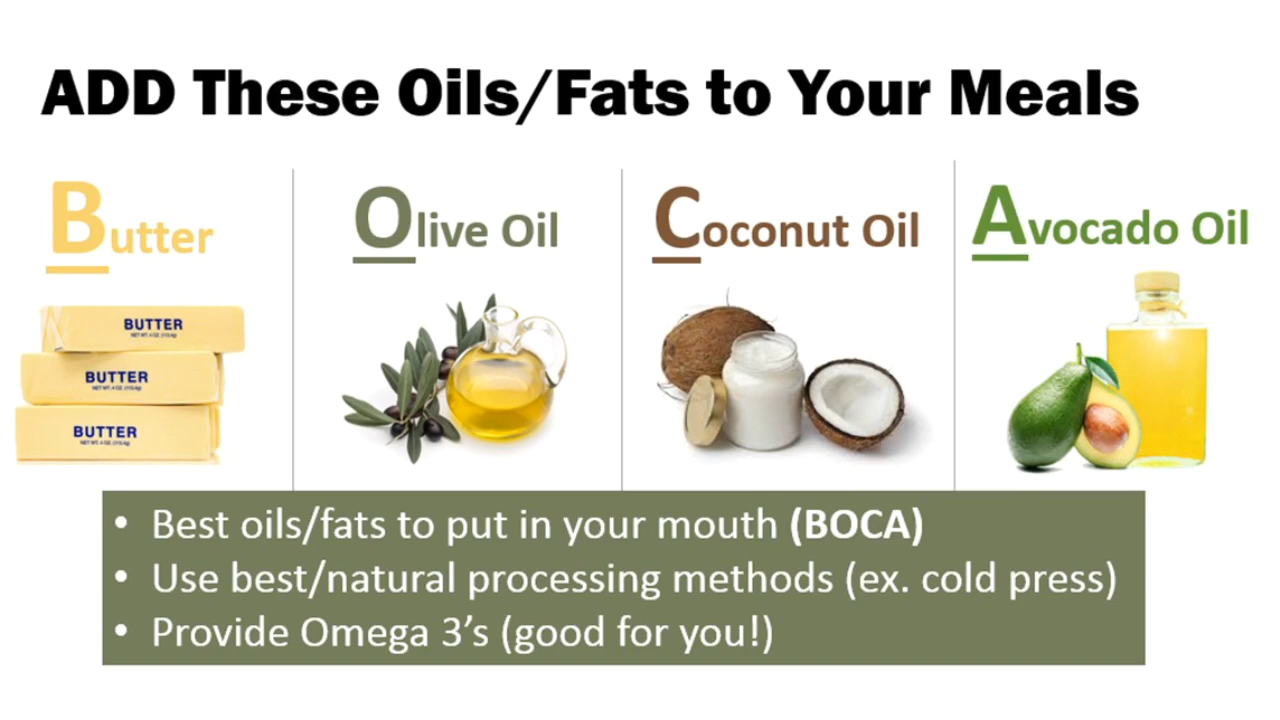 ADD These Oils/Fats to Your Meals
Butter
Olive Oil
Coconut Oil
Avocado Oil
BUTTER
BUTTER
BUTTER
• Best oils/fats to put in your mouth (BOCA)
• Use best/natural processing methods (ex. cold press)
• Provide Omega 3's (good for you!)